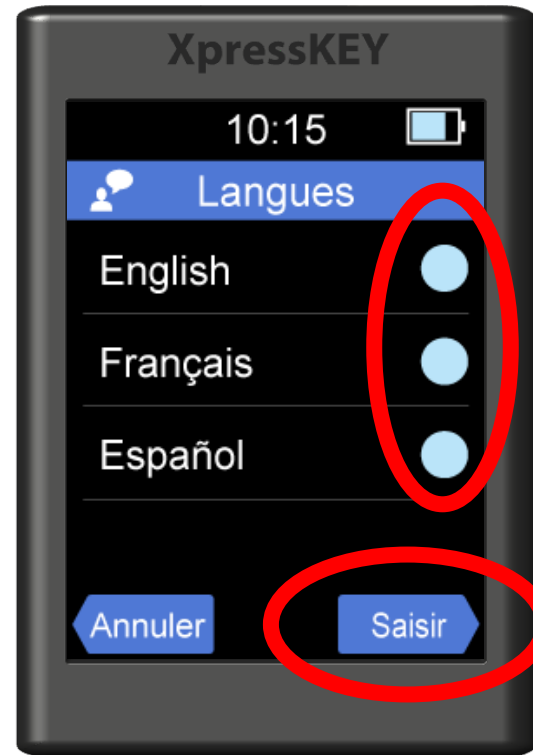 XpressKEY
10:15
Langues
English
Français
Español
Annuler Saisir